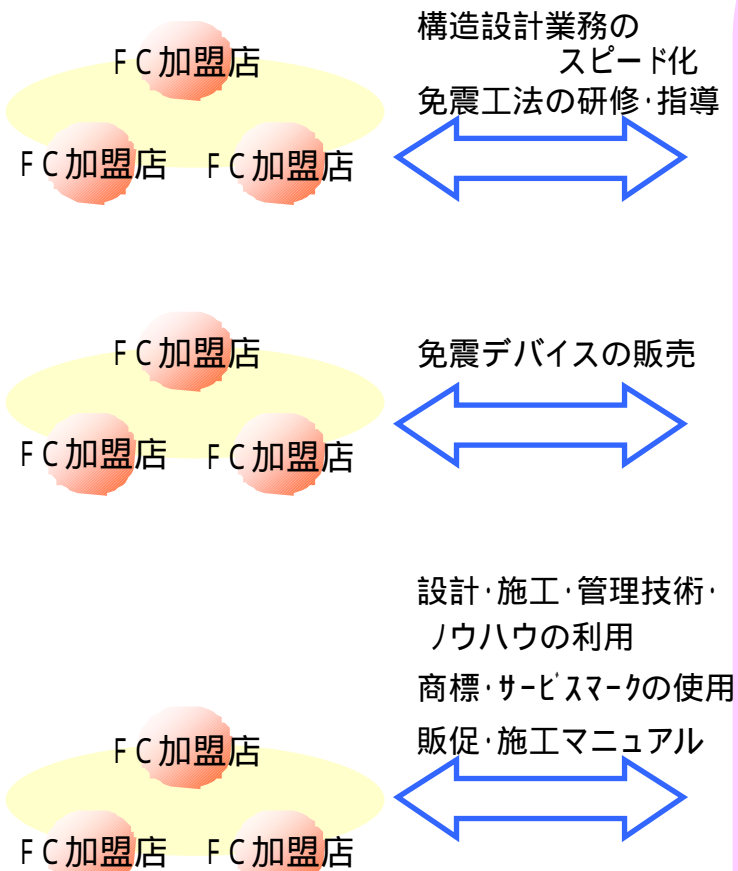 構造設計業務の
スピード化
免震工法の研修・指導
ＦＣ加盟店
ＦＣ加盟店
ＦＣ加盟店
免震デバイスの販売
ＦＣ加盟店
ＦＣ加盟店
ＦＣ加盟店
設計・施工・管理技術・
ノウハウの利用
商標・ｻｰﾋﾞｽﾏｰｸの使用
販促・施工マニュアル
ＦＣ加盟店
ＦＣ加盟店
ＦＣ加盟店